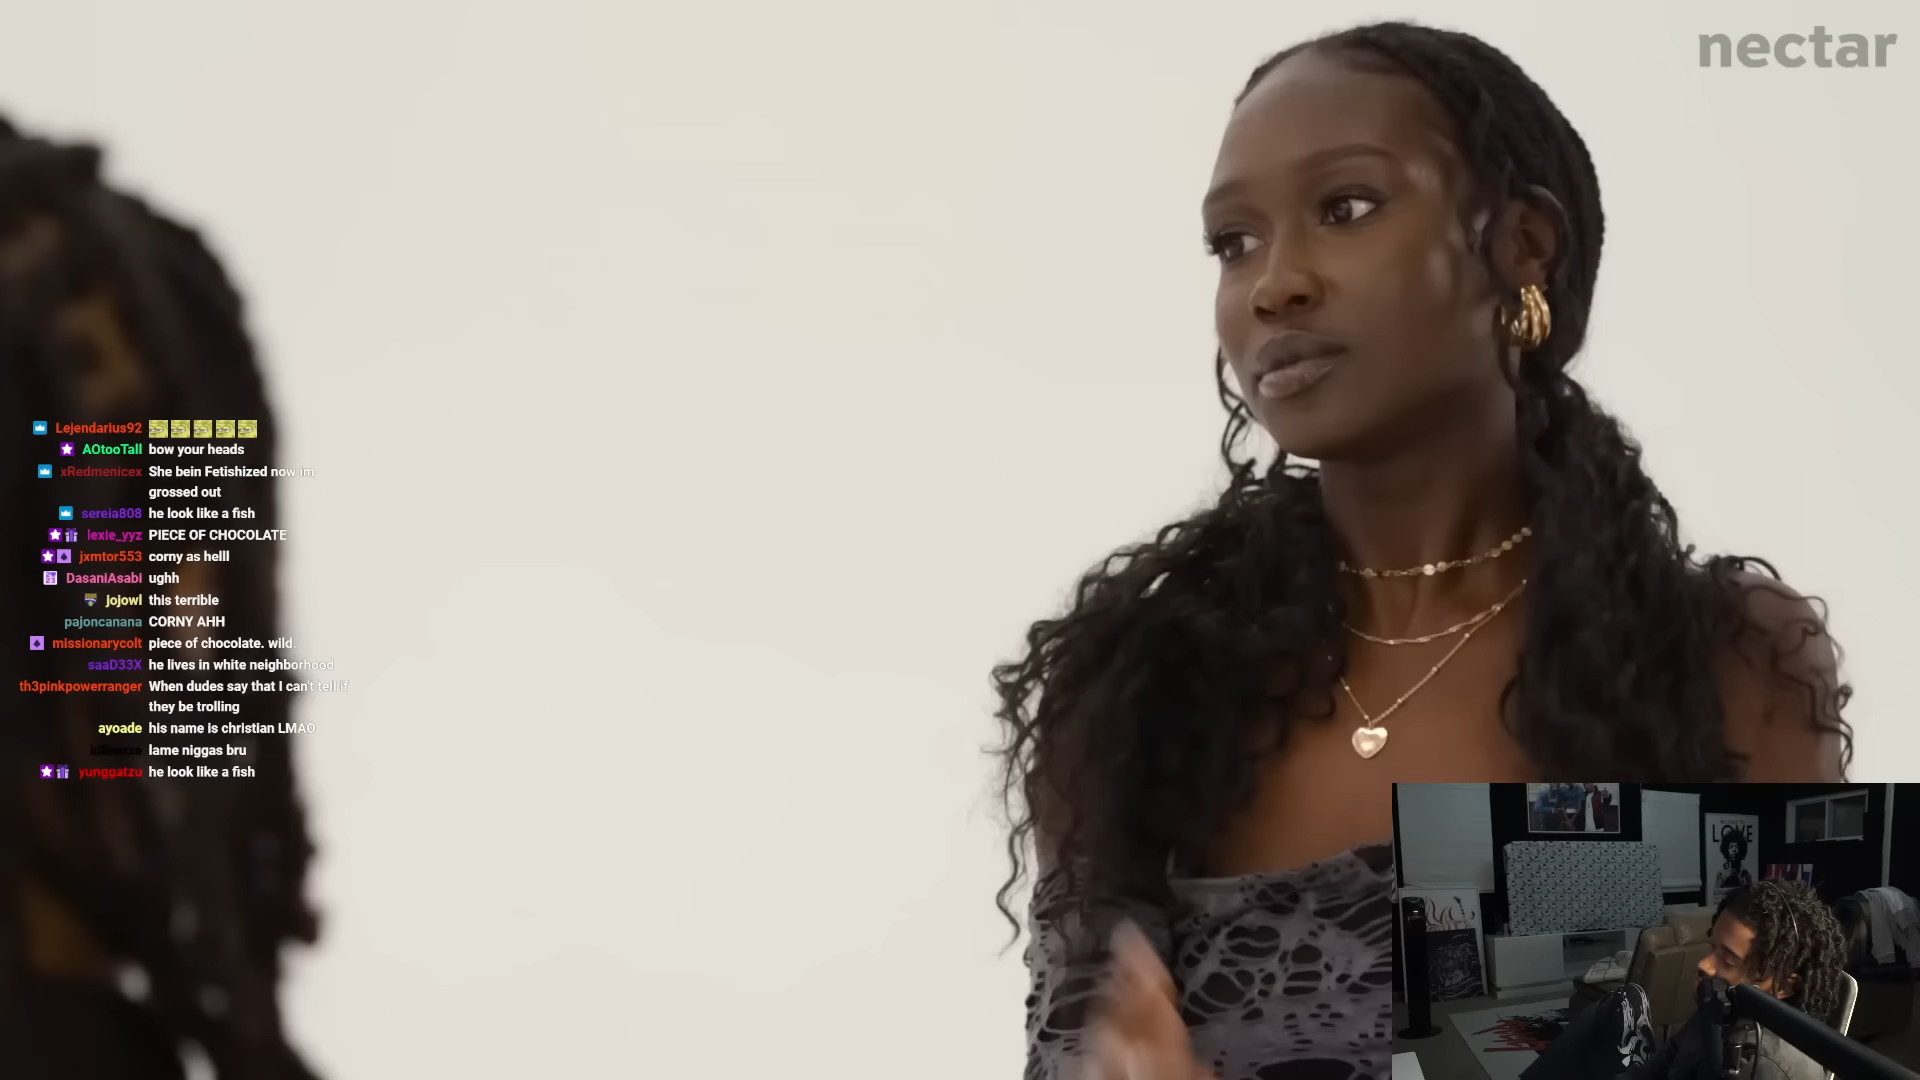 nectar
Lejendarius92
AOtooTall bow your heads
xRedmenicex She bein Fetishized now im
grossed out
sereia808 he look like a fish
lexie_yyz PIECE OF CHOCOLATE
jxmtor553 corny as helll
DasaniAsabi ughh
jojowl this terrible
pajoncanana CORNY AHH
missionarycolt piece of chocolate. wild.
saaD33X he lives in white neighborhood
th3pinkpowerranger When dudes say that I can't tell if
they be trolling
ayoade his name is christian LMAO
lame niggas bru
yunggatzu he look like a fish
LOVE